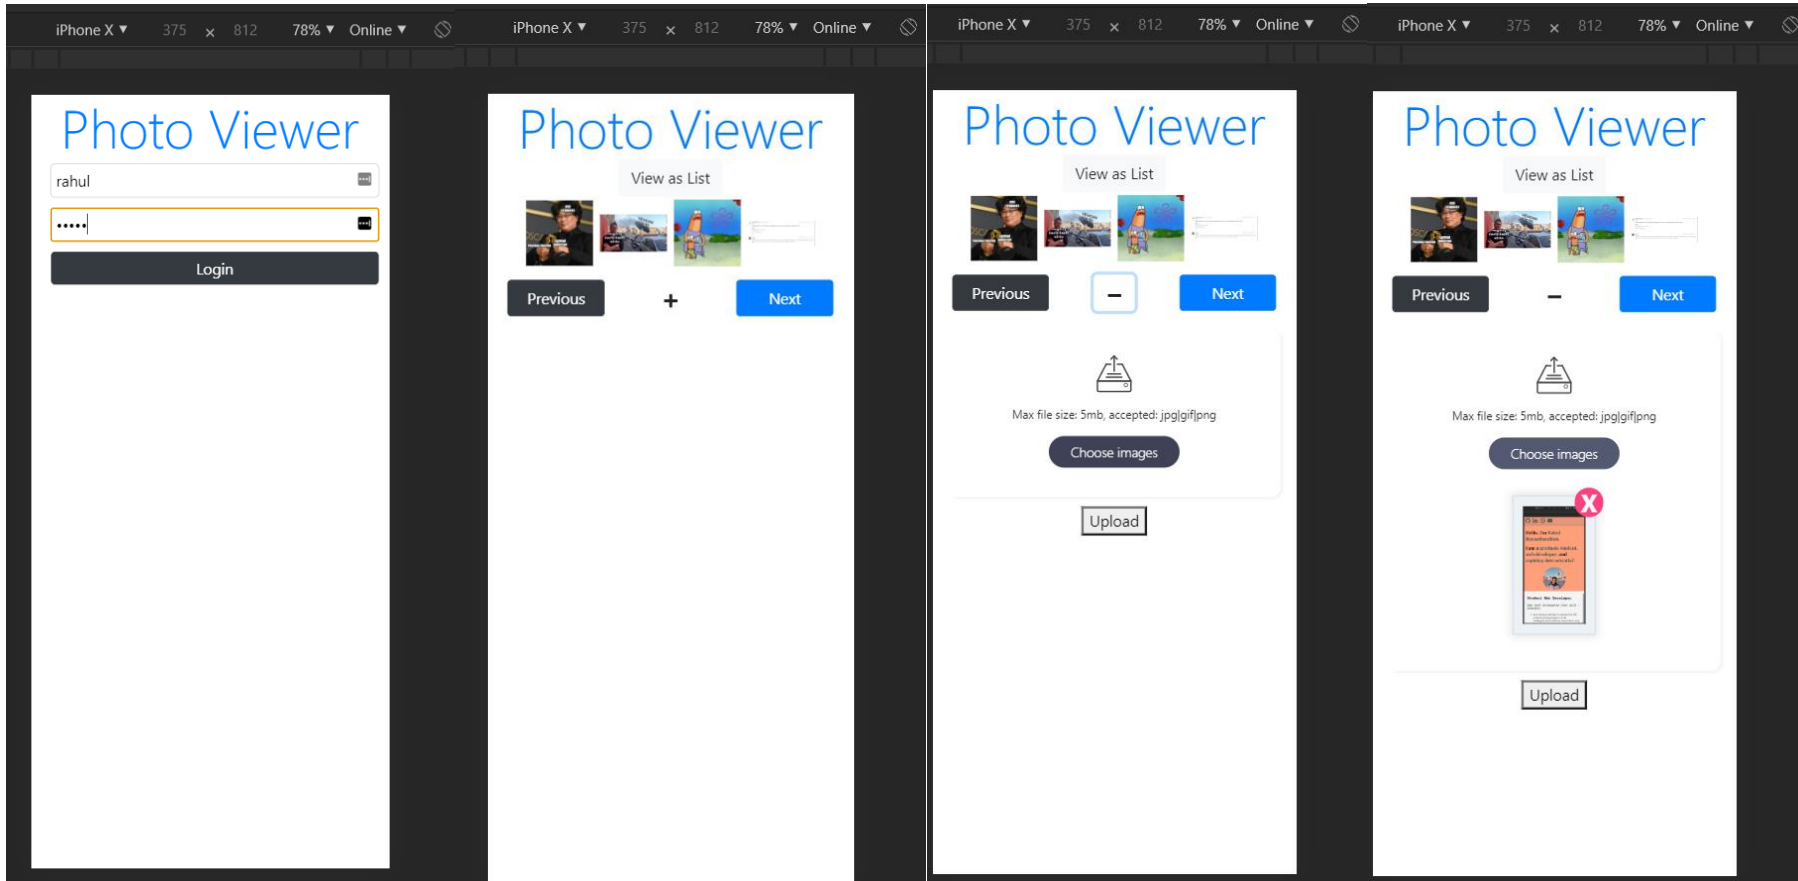 iPhone X ▼ 375 × 812 78% ▼ Online ▼
Photo Viewer
rahul
•••••
Login
iPhone X ▼ 375 × 812 78% ▼ Online ▼
Photo Viewer
View as List
Previous + Next
iPhone X ▼ 375 × 812 78% ▼ Online ▼
Photo Viewer
View as List
Previous − Next
Max file size: 5mb, accepted: jpg|gif|png
Choose images
Upload
iPhone X ▼ 375 × 812 78% ▼ Online ▼
Photo Viewer
View as List
Previous − Next
Max file size: 5mb, accepted: jpg|gif|png
Choose images
X
Upload